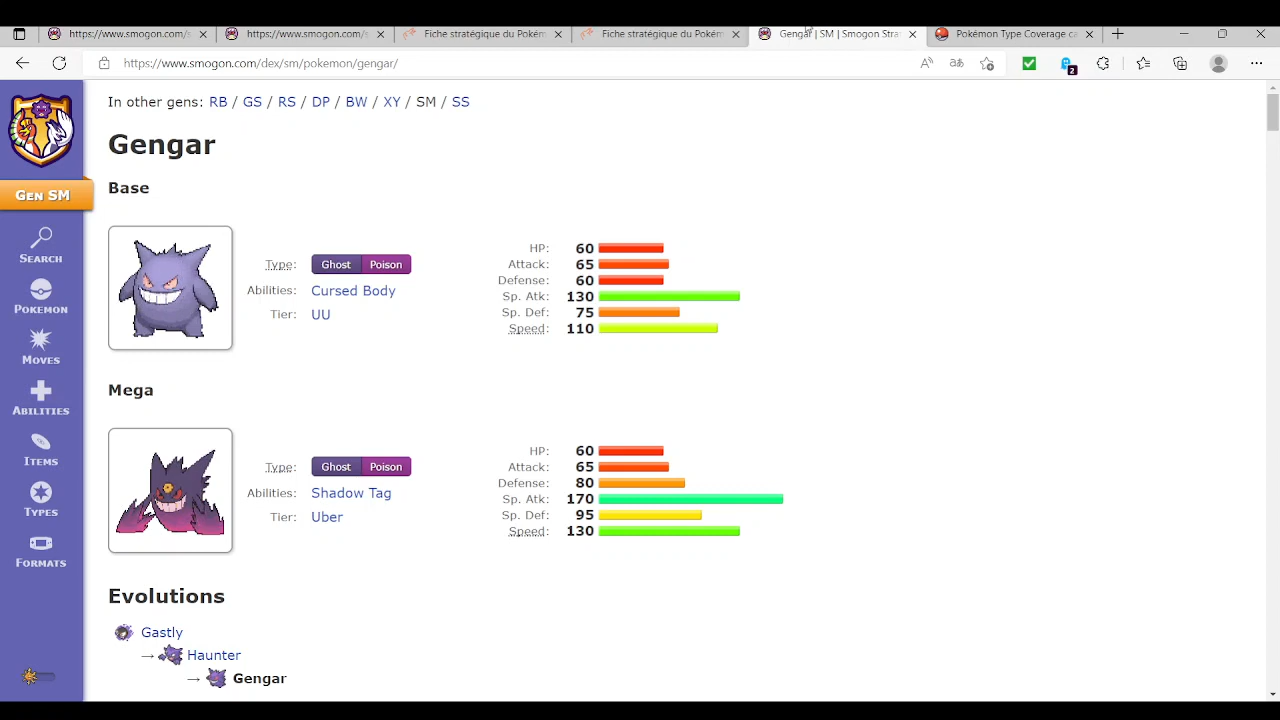 https://www.smogon.com/s
https://www.smogon.com/s
Fiche stratégique du Pokém
Fiche stratégique du Pokém
Gengar | SM | Smogon Stra
Pokémon Type Coverage ca
https://www.smogon.com/dex/sm/pokemon/gengar/
2
In other gens: RB / GS / RS / DP / BW / XY / SM / SS
Gengar
GEN SM
SEARCH
POKEMON
MOVES
ABILITIES
ITEMS
TYPES
FORMATS
Base
Type: Ghost Poison
Abilities: Cursed Body
Tier: UU
HP: 60
Attack: 65
Defense: 60
Sp. Atk: 130
Sp. Def: 75
Speed: 110
Mega
Type: Ghost Poison
Abilities: Shadow Tag
Tier: Uber
HP: 60
Attack: 65
Defense: 80
Sp. Atk: 170
Sp. Def: 95
Speed: 130
Evolutions
Gastly
→ Haunter
→ Gengar